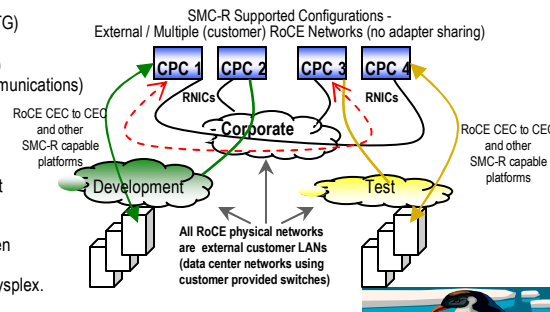 SMC-R Supported Configurations -
External / Multiple (customer) RoCE Networks (no adapter sharing)
TG)
munications)
CPC 1
CPC 2
CPC 3
CPC 4
RNICs
RNICs
RoCE CEC to CEC
and other
SMC-R capable
platforms
Corporate
RoCE CEC to CEC
and other
SMC-R capable
platforms
Development
Test
All RoCE physical networks
are external customer LANs
(data center networks using
customer provided switches)
t
en
ysplex.